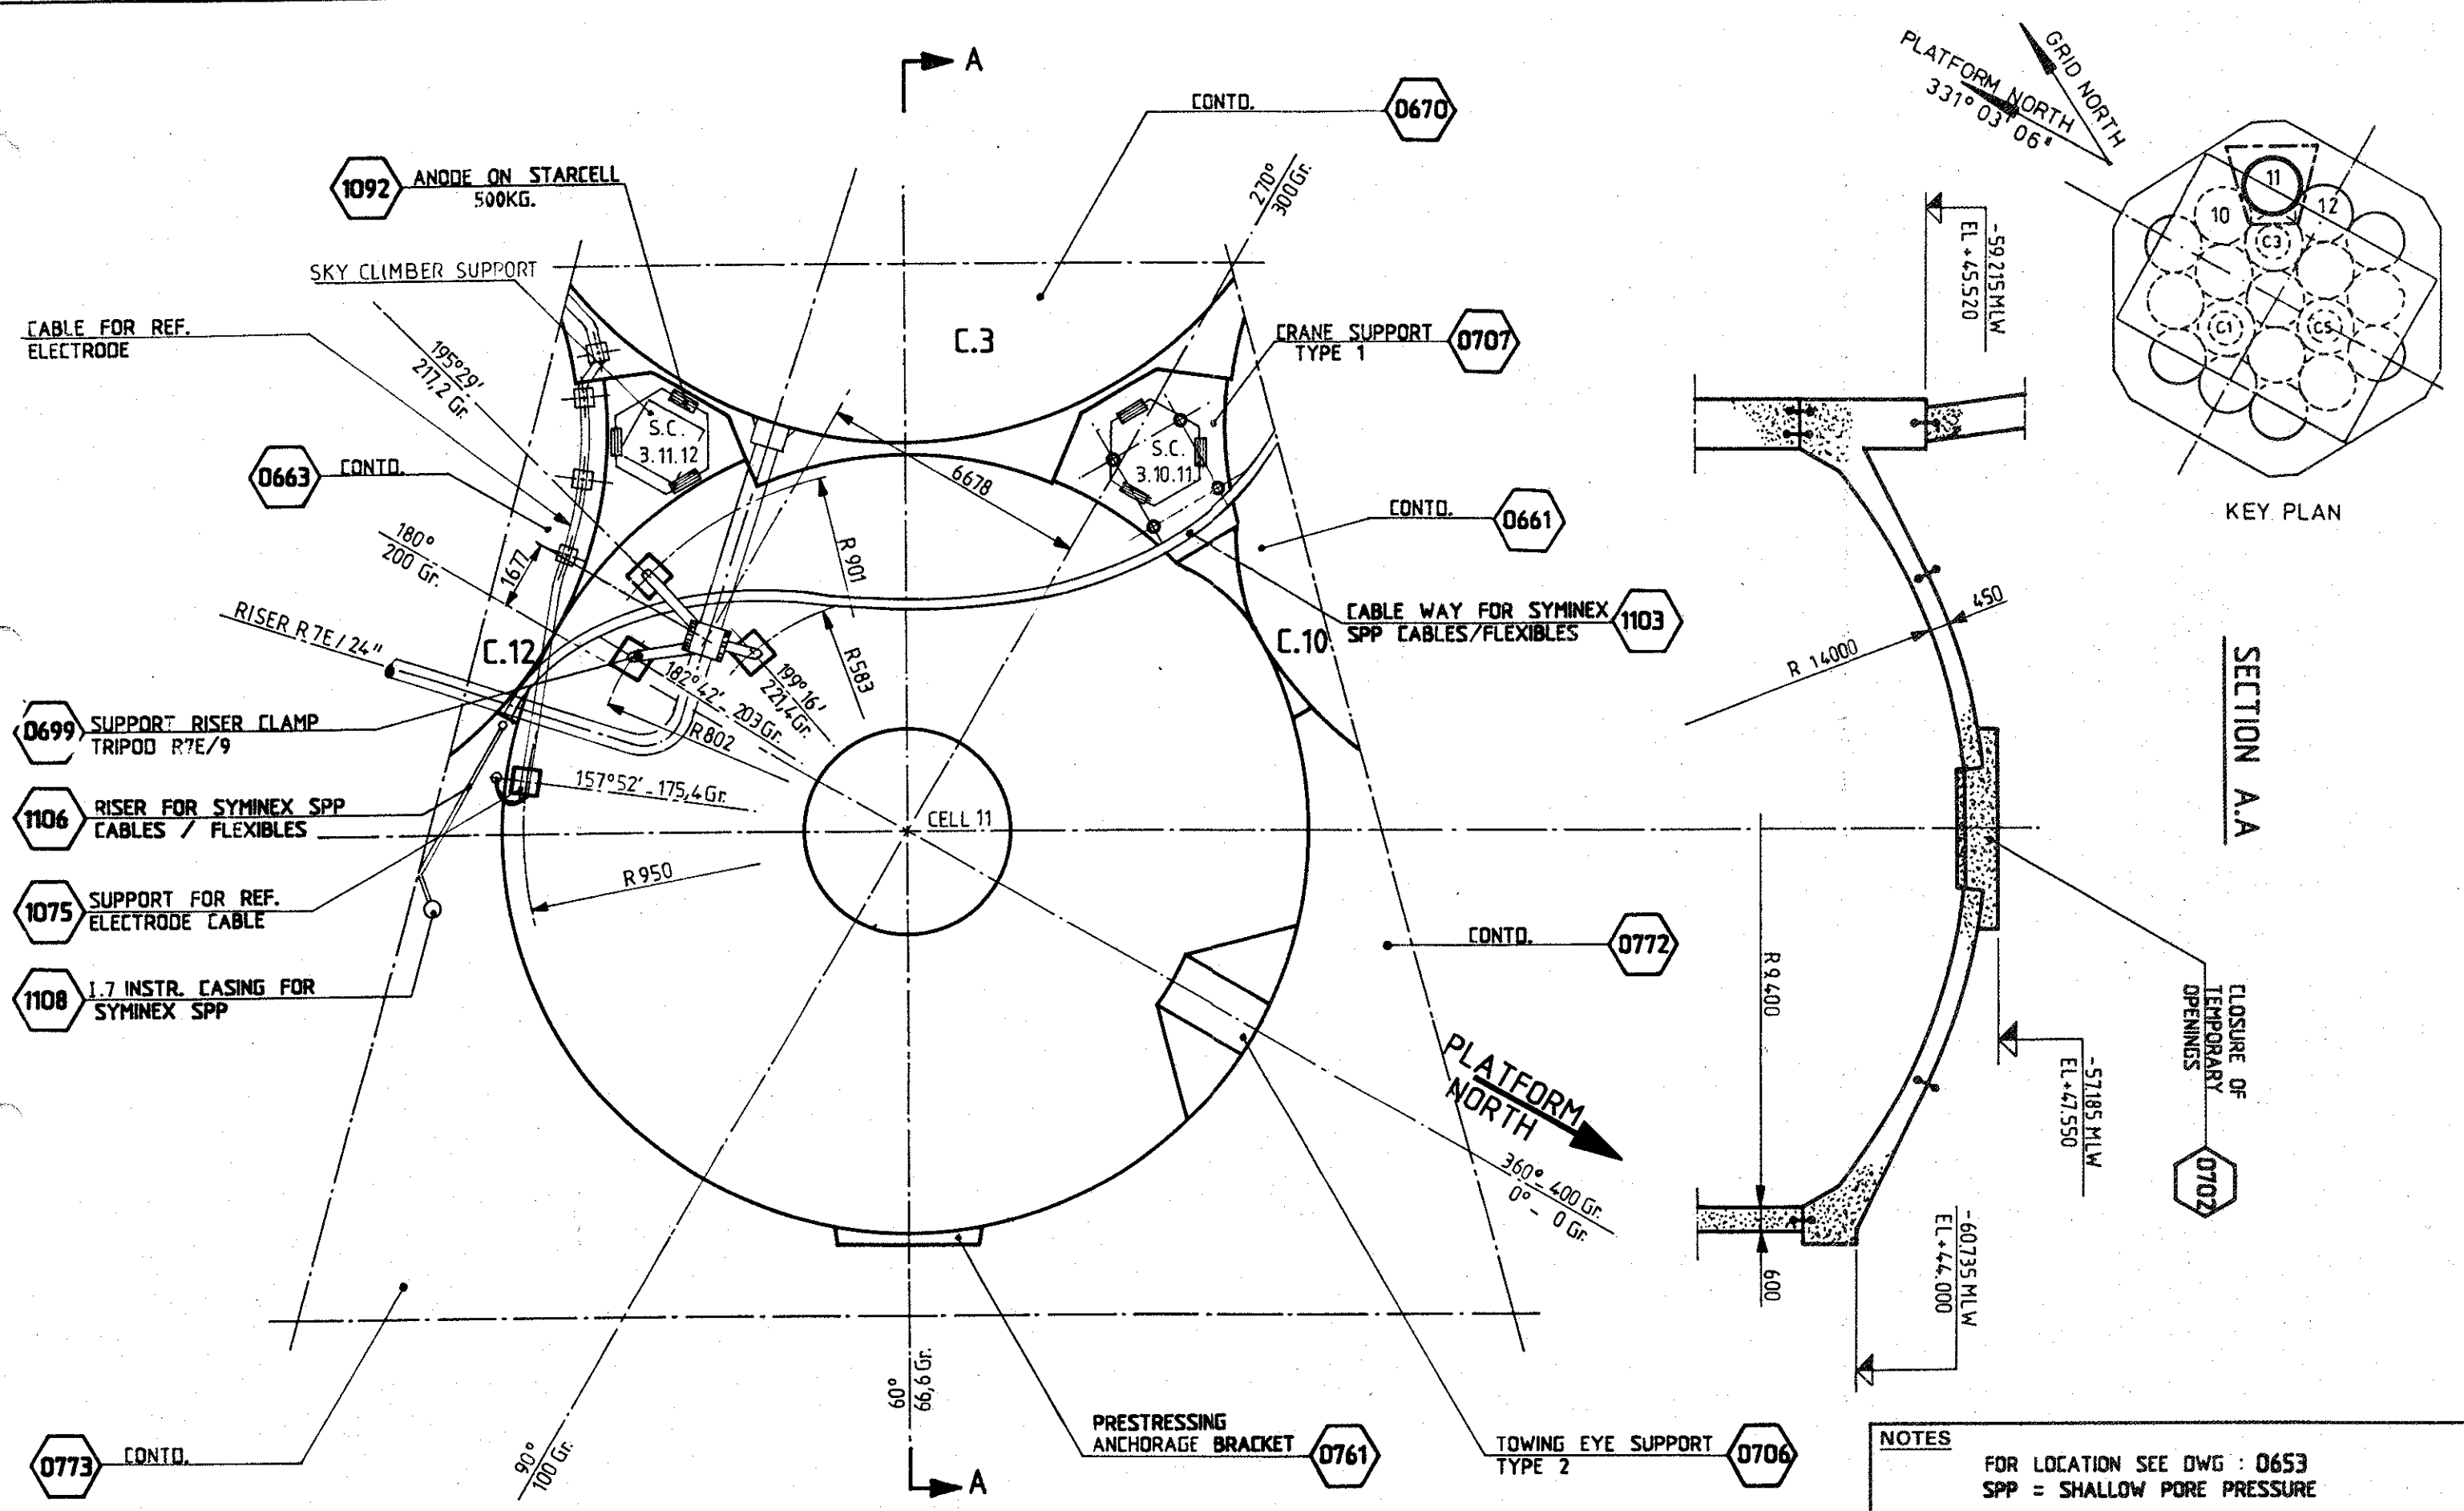 A
CONTD.
0670
PLATFORM NORTH
331° 03' 06"
GRID NORTH
1092
ANODE ON STARCELL
500KG.
270°
300Gr.
11
10
12
C3
C1
C5
KEY PLAN
-59.215 MLW
EL +45.520
SKY CLIMBER SUPPORT
CABLE FOR REF.
ELECTRODE
195°29'
217,2 Gr.
C.3
CRANE SUPPORT
TYPE 1
0707
S.C.
3.11.12
S.C.
3.10.11
0663
CONTD.
6678
CONTD.
0661
180°
200 Gr.
1677
R 901
450
RISER R7E / 24"
C.12
C.10
CABLE WAY FOR SYMINEX
SPP CABLES/FLEXIBLES
1103
R 14000
R583
199°16'
221,4Gr.
182°42' - 203Gr.
R802
SECTION A.A
0699
SUPPORT RISER CLAMP
TRIPOD R7E/9
157°52' - 175,4 Gr.
1106
RISER FOR SYMINEX SPP
CABLES / FLEXIBLES
CELL 11
R950
1075
SUPPORT FOR REF.
ELECTRODE CABLE
CONTD.
0772
R9.400
1108
I.7 INSTR. CASING FOR
SYMINEX SPP
CLOSURE OF
TEMPORARY
OPENINGS
0702
-57.185 MLW
EL +47.550
PLATFORM
NORTH
360° - 400 Gr.
0° - 0 Gr.
-60.735 MLW
EL +44.000
600
60°
66,6 Gr.
90°
100 Gr.
0773
CONTD.
PRESTRESSING
ANCHORAGE BRACKET
0761
TOWING EYE SUPPORT
TYPE 2
0706
A
NOTES
FOR LOCATION SEE DWG : 0653
SPP = SHALLOW PORE PRESSURE